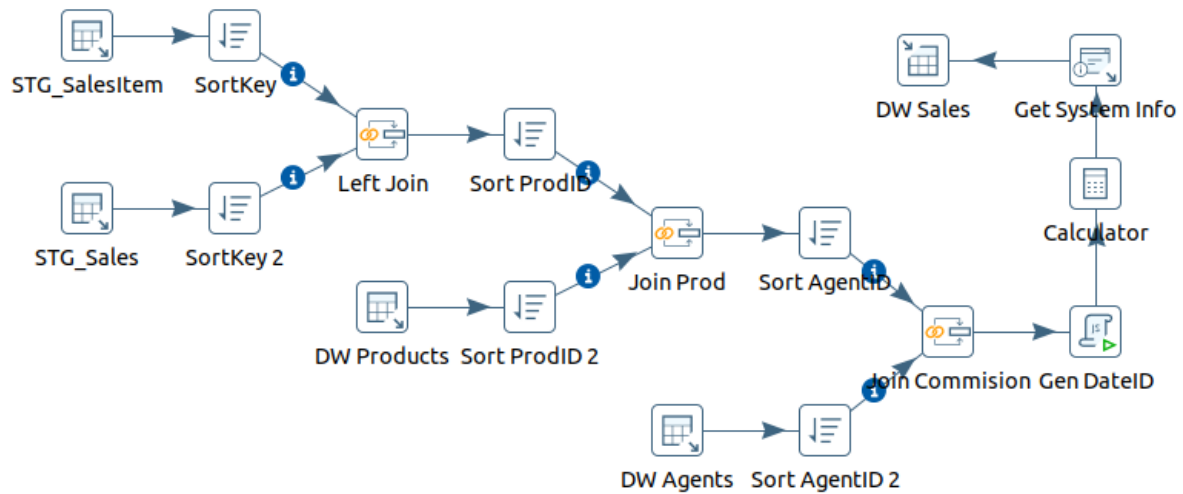 STG_SalesItem
SortKey
DW Sales
Get System Info
Left Join
Sort ProdID
STG_Sales
SortKey 2
Calculator
Join Prod
Sort AgentID
DW Products
Sort ProdID 2
Join Commision
Gen DateID
DW Agents
Sort AgentID 2